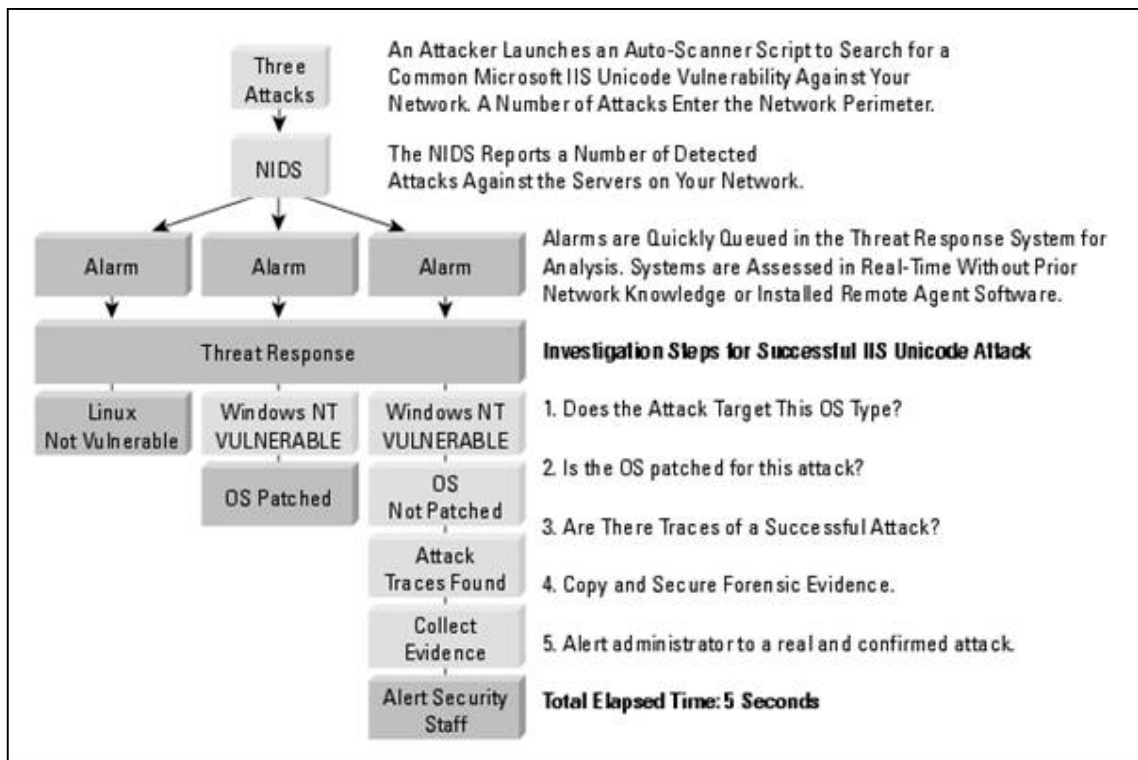 Three
Attacks
An Attacker Launches an Auto-Scanner Script to Search for a
Common Microsoft IIS Unicode Vulnerability Against Your
Network. A Number of Attacks Enter the Network Perimeter.
NIDS
The NIDS Reports a Number of Detected
Attacks Against the Servers on Your Network.
Alarm
Alarm
Alarm
Alarms are Quickly Queued in the Threat Response System for
Analysis. Systems are Assessed in Real-Time Without Prior
Network Knowledge or Installed Remote Agent Software.
Threat Response
Investigation Steps for Successful IIS Unicode Attack
Linux
Not Vulnerable
Windows NT
VULNERABLE
Windows NT
VULNERABLE
1. Does the Attack Target This OS Type?
OS Patched
OS
Not Patched
2. Is the OS patched for this attack?
Attack
Traces Found
3. Are There Traces of a Successful Attack?
Collect
Evidence
4. Copy and Secure Forensic Evidence.
5. Alert administrator to a real and confirmed attack.
Alert Security
Staff
Total Elapsed Time: 5 Seconds